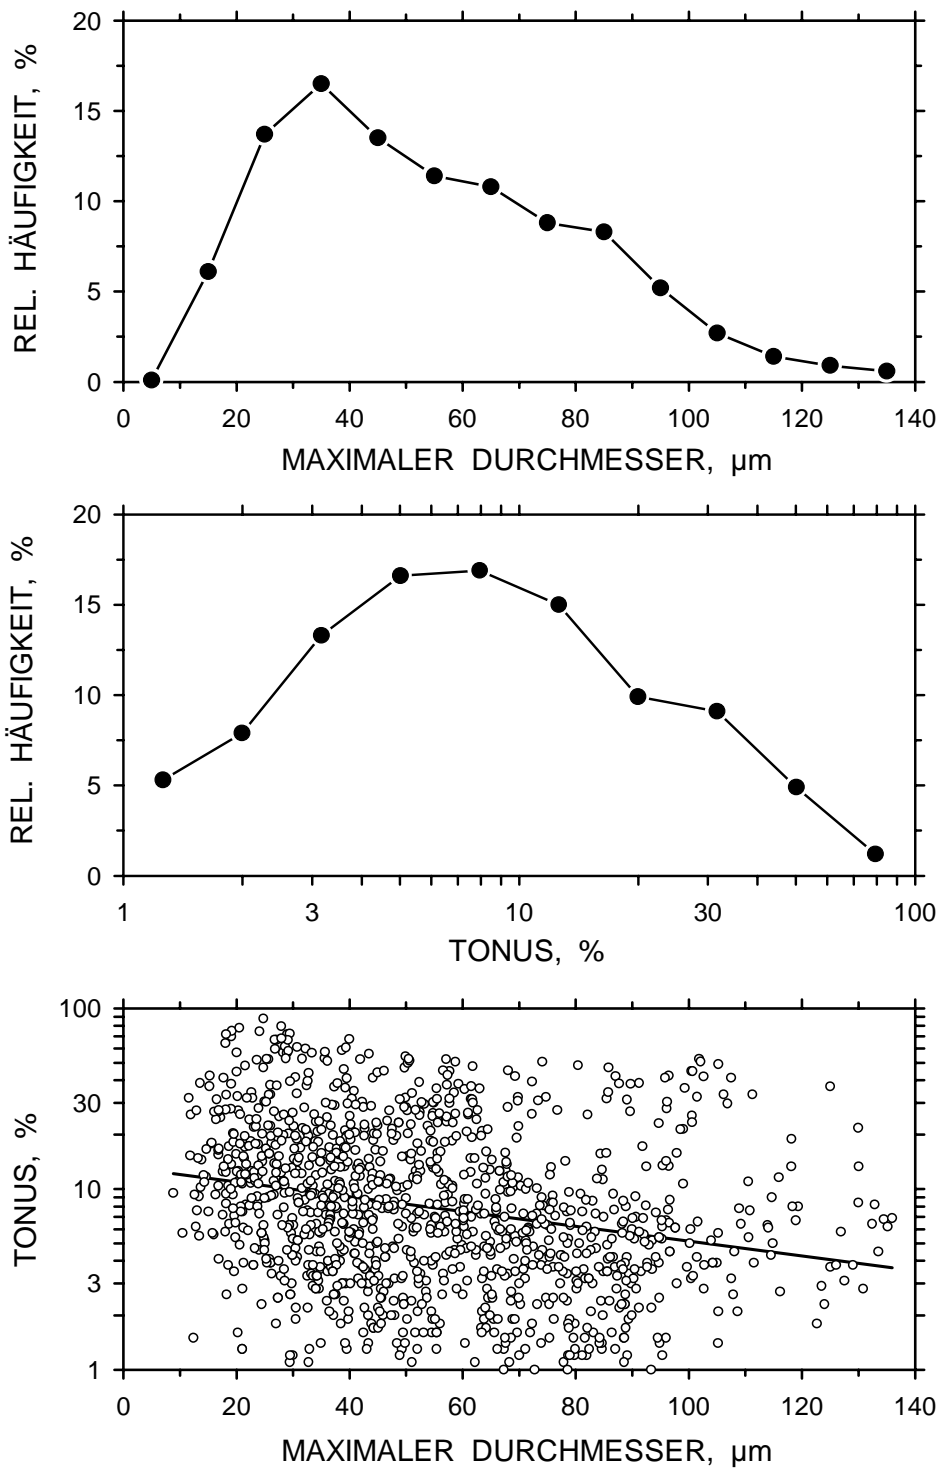 20
15
10
5
0
REL. HÄUFIGKEIT, %
0 20 40 60 80 100 120 140
MAXIMALER DURCHMESSER, µm
20
15
10
5
0
REL. HÄUFIGKEIT, %
1 3 10 30 100
TONUS, %
100
30
10
3
1
TONUS, %
0 20 40 60 80 100 120 140
MAXIMALER DURCHMESSER, µm